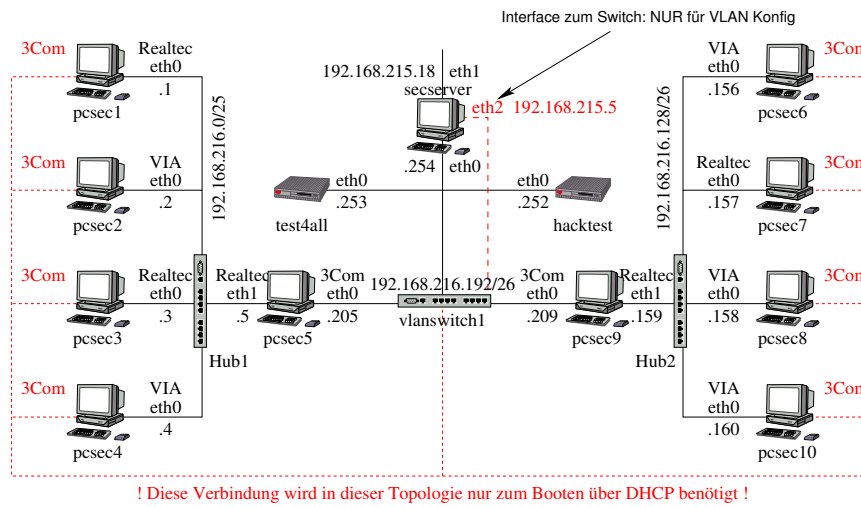 Interface zum Switch: NUR für VLAN Konfig
3Com
Realtec
eth0
.1
pcsec1
192.168.216.0/25
192.168.215.18
eth1
secserver
eth2
192.168.215.5
.254
eth0
VIA
eth0
.156
3Com
pcsec6
192.168.216.128/26
3Com
VIA
eth0
.2
pcsec2
eth0
.253
test4all
eth0
.252
hacktest
Realtec
eth0
.157
3Com
pcsec7
3Com
Realtec
eth0
.3
pcsec3
Realtec
eth1
.5
pcsec5
3Com
eth0
.205
192.168.216.192/26
vlanswitch1
3Com
eth0
.209
pcsec9
Realtec
eth1
.159
VIA
eth0
.158
3Com
pcsec8
Hub1
Hub2
3Com
VIA
eth0
.4
pcsec4
VIA
eth0
.160
3Com
pcsec10
! Diese Verbindung wird in dieser Topologie nur zum Booten über DHCP benötigt !